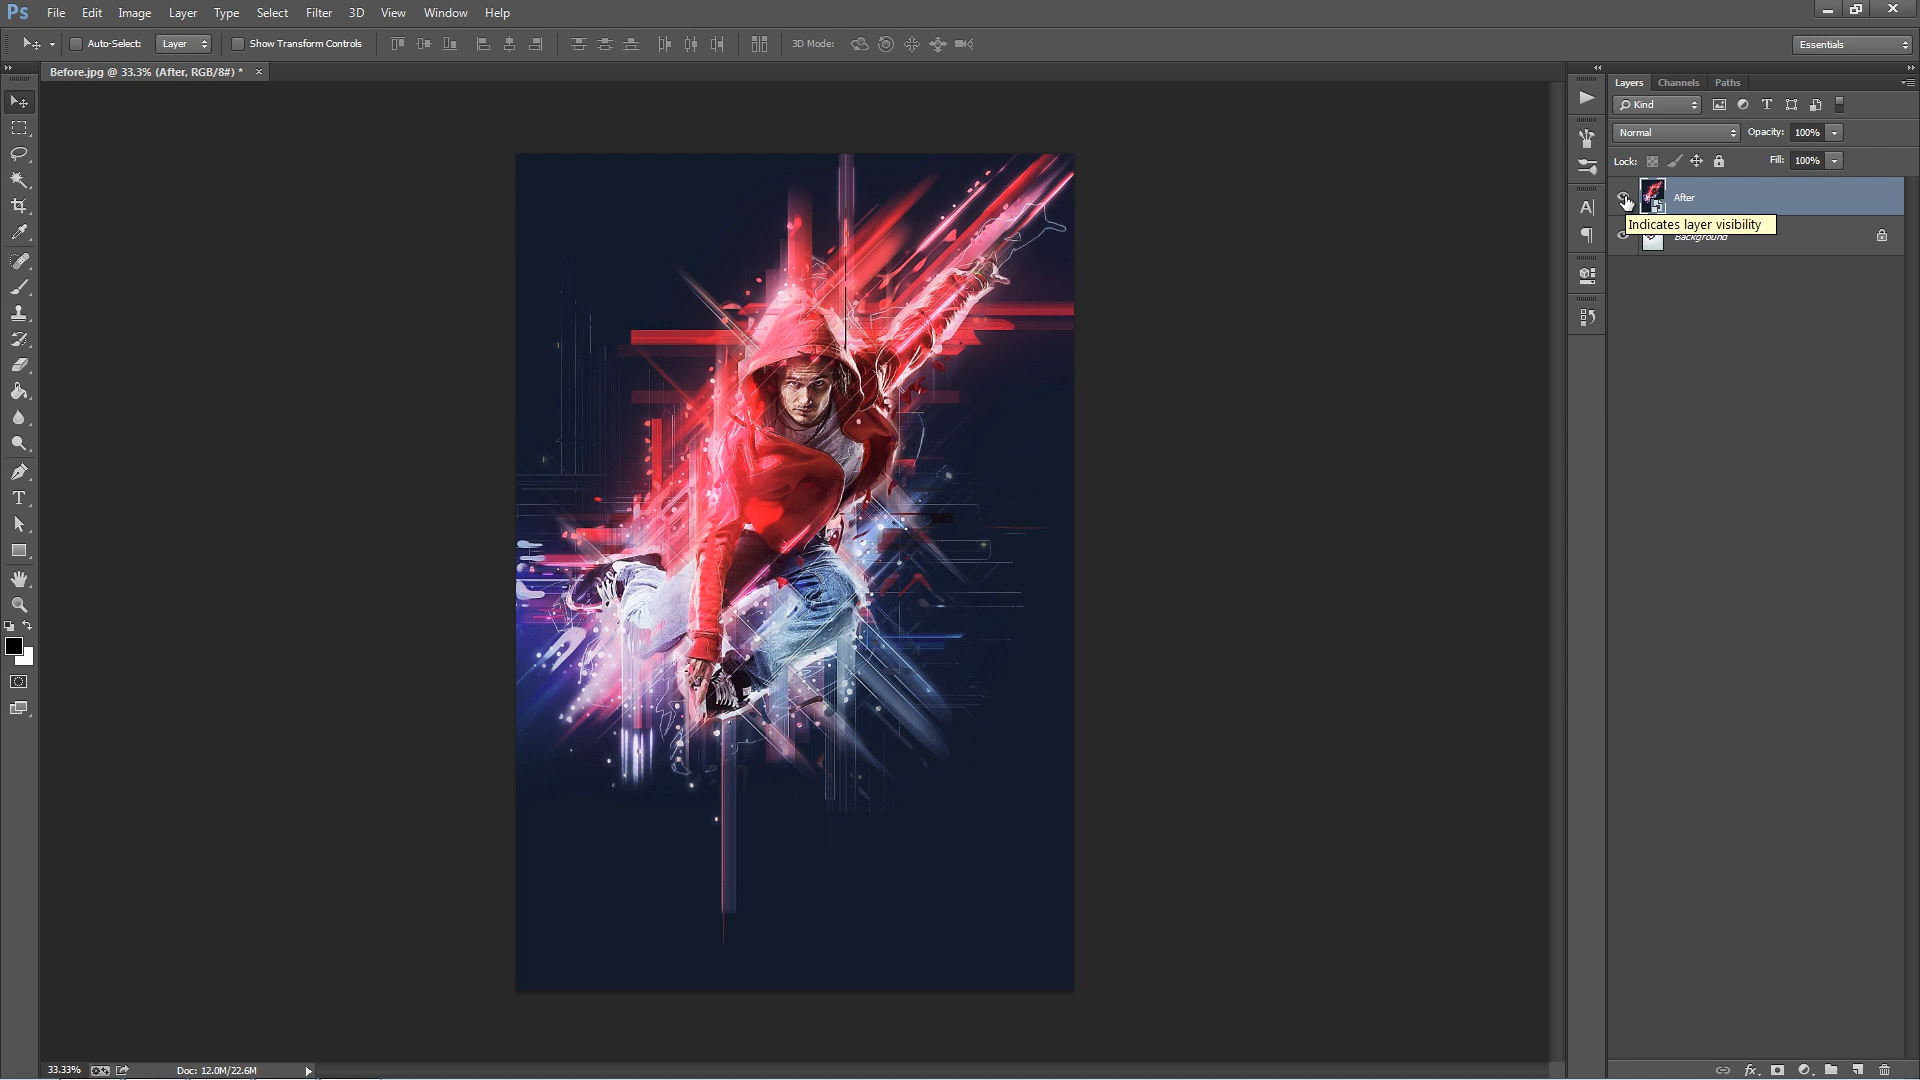 Ps File Edit Image Layer Type Select Filter 3D View Window Help
Auto-Select: Layer Show Transform Controls 3D Mode: Essentials
Before.jpg @ 33.3% (After, RGB/8#) * ×
Layers Channels Paths
Kind
Normal Opacity: 100%
Lock: Fill: 100%
After
Indicates layer visibility
Background
33.33% Doc: 12.0M/22.6M